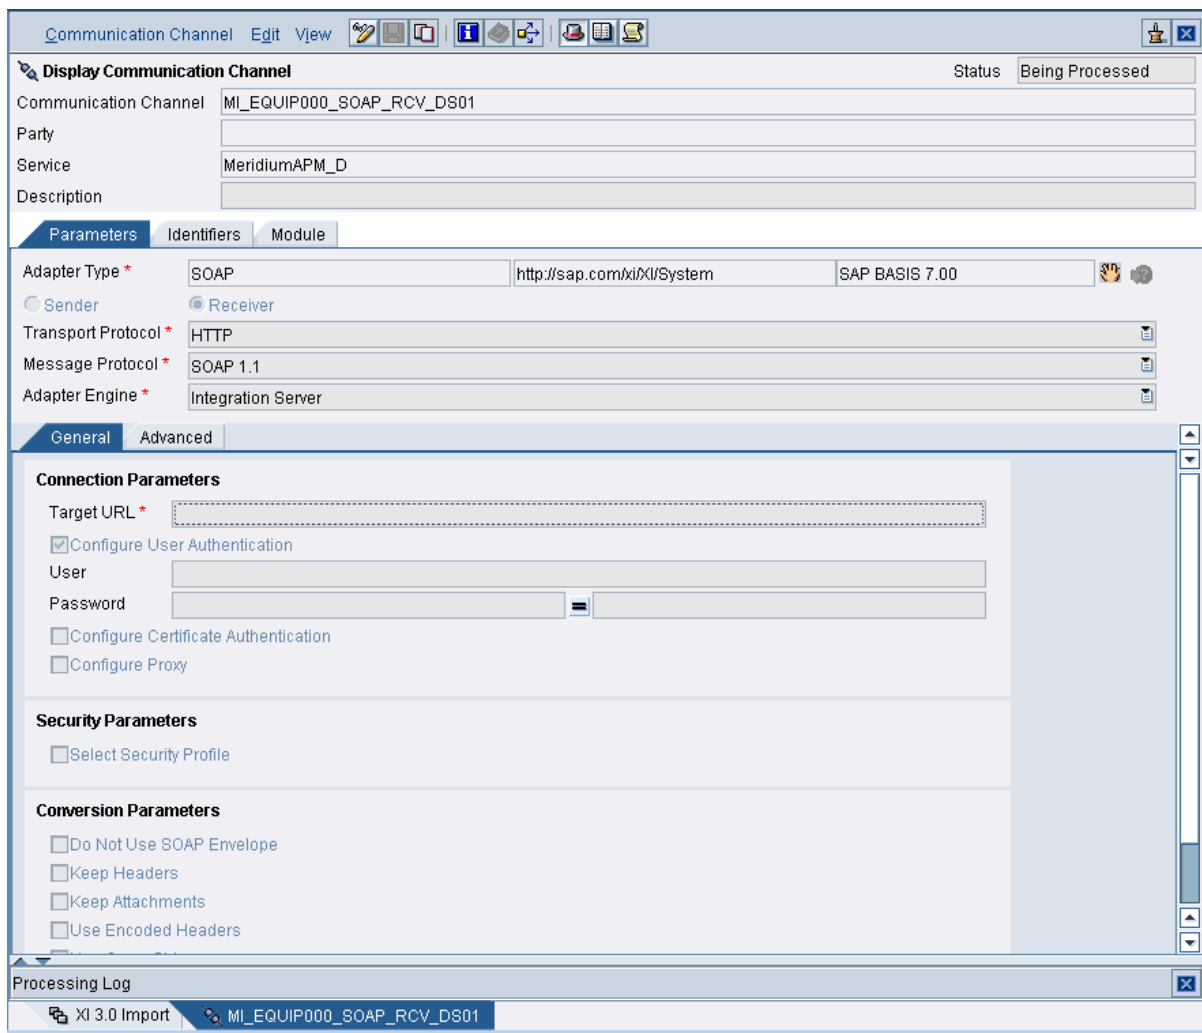 Communication Channel Edit View
Display Communication Channel Status Being Processed
Communication Channel MI_EQUIP000_SOAP_RCV_DS01
Party
Service MeridiumAPM_D
Description
Parameters Identifiers Module
Adapter Type * SOAP http://sap.com/xi/XI/System SAP BASIS 7.00
Sender Receiver
Transport Protocol * HTTP
Message Protocol * SOAP 1.1
Adapter Engine * Integration Server
General Advanced
Connection Parameters
Target URL *
Configure User Authentication
User
Password
Configure Certificate Authentication
Configure Proxy
Security Parameters
Select Security Profile
Conversion Parameters
Do Not Use SOAP Envelope
Keep Headers
Keep Attachments
Use Encoded Headers
Processing Log
XI 3.0 Import MI_EQUIP000_SOAP_RCV_DS01